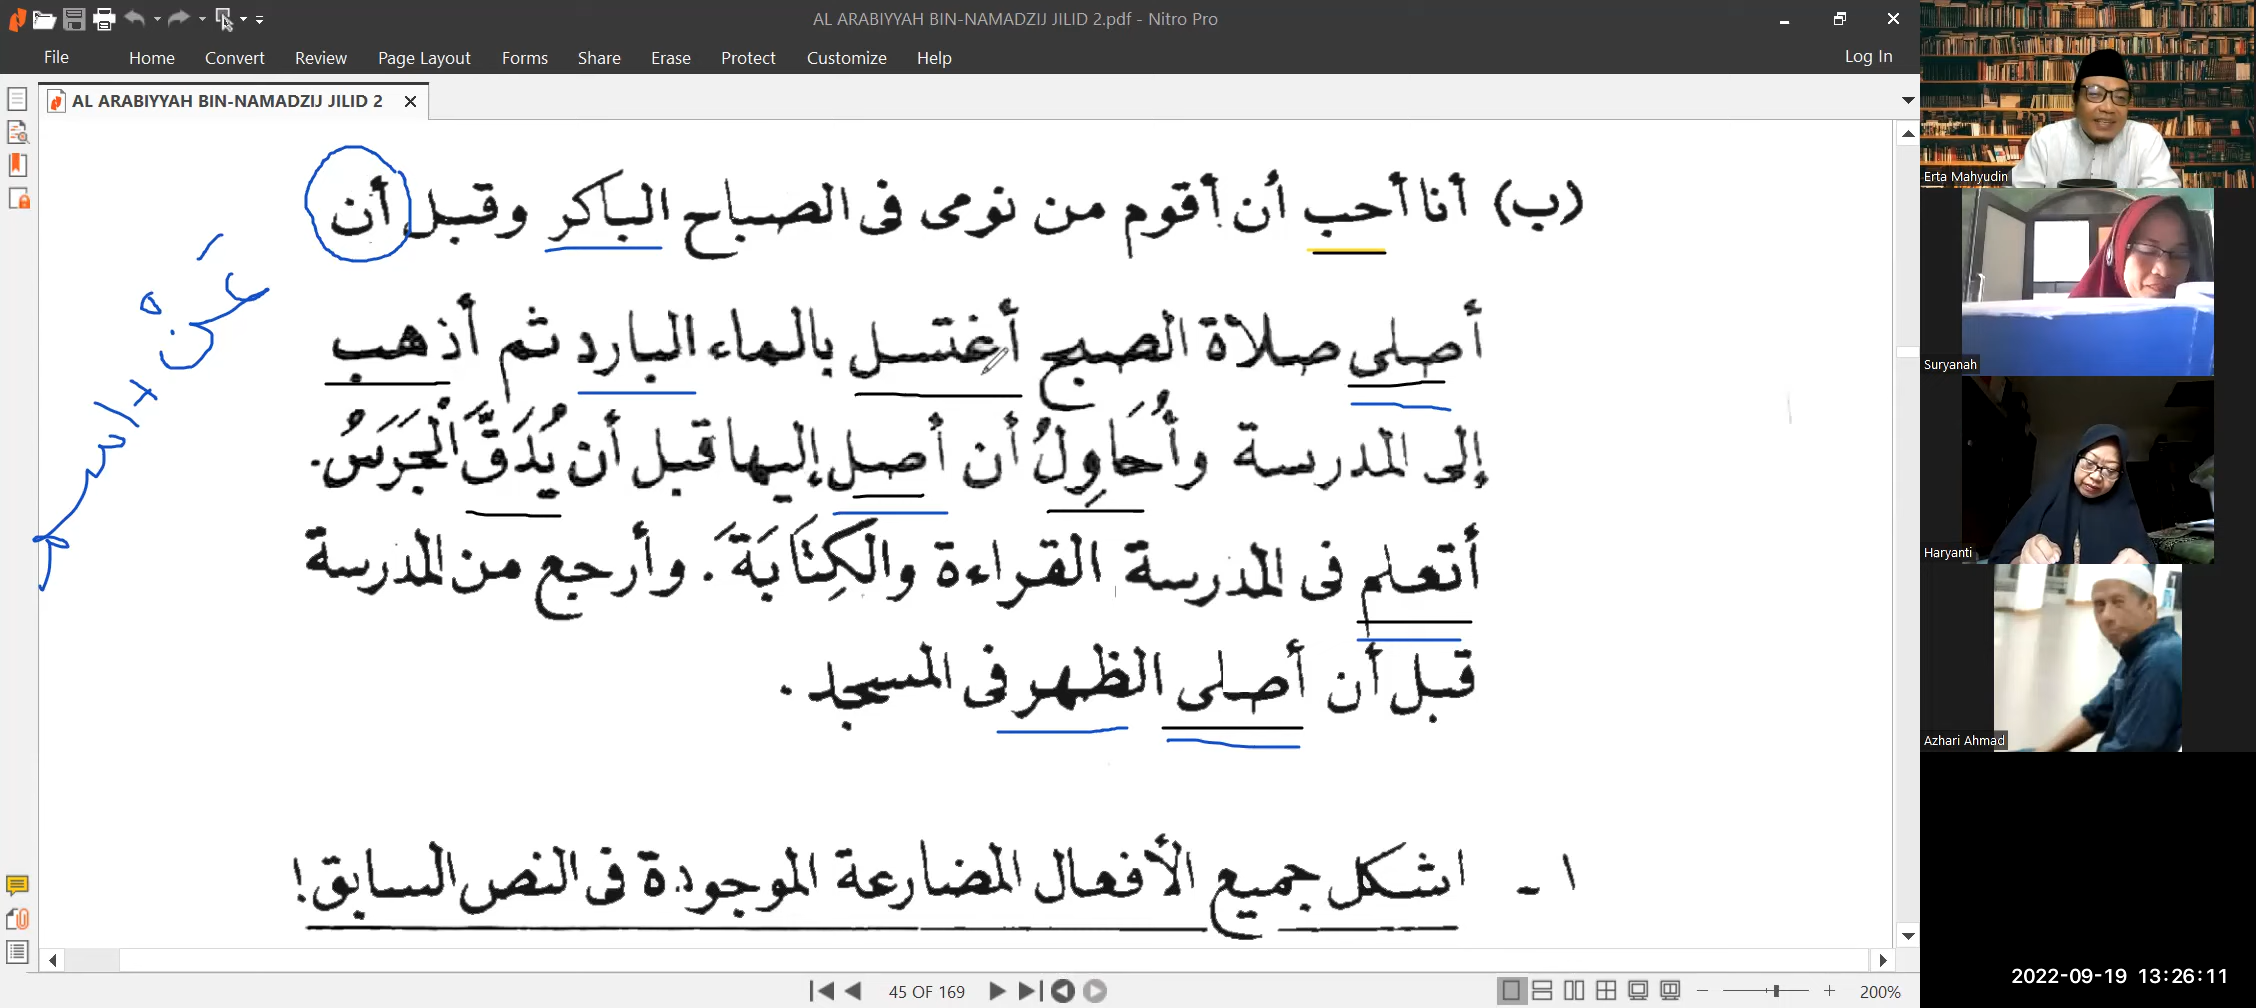 AL ARABIYYAH BIN-NAMADZIJ JILID 2.pdf - Nitro Pro
File Home Convert Review Page Layout Forms Share Erase Protect Customize Help Log In
AL ARABIYYAH BIN-NAMADZIJ JILID 2
(ب) أنا أحب أن أقوم من نومى فى الصباح الباكر وقبل أن
أصلى صلاة الصبح أغتسل بالماء البارد ثم أذهب
إلى المدرسة وأُحَاوِلُ أن أصل إليها قبل أن يُدَقَّ الْجَرَسُ.
أتعلم فى المدرسة القراءة والكِتَابَةَ. وأرجع من المدرسة
قبل أن أصلى الظهر فى المسجد.
١ - اشكل جميع الأفعال المضارعة الموجودة فى النص السابق!
45 OF 169
200%
Erta Mahyudin
Suryanah
Haryanti
Azhari Ahmad
2022-09-19 13:26:11